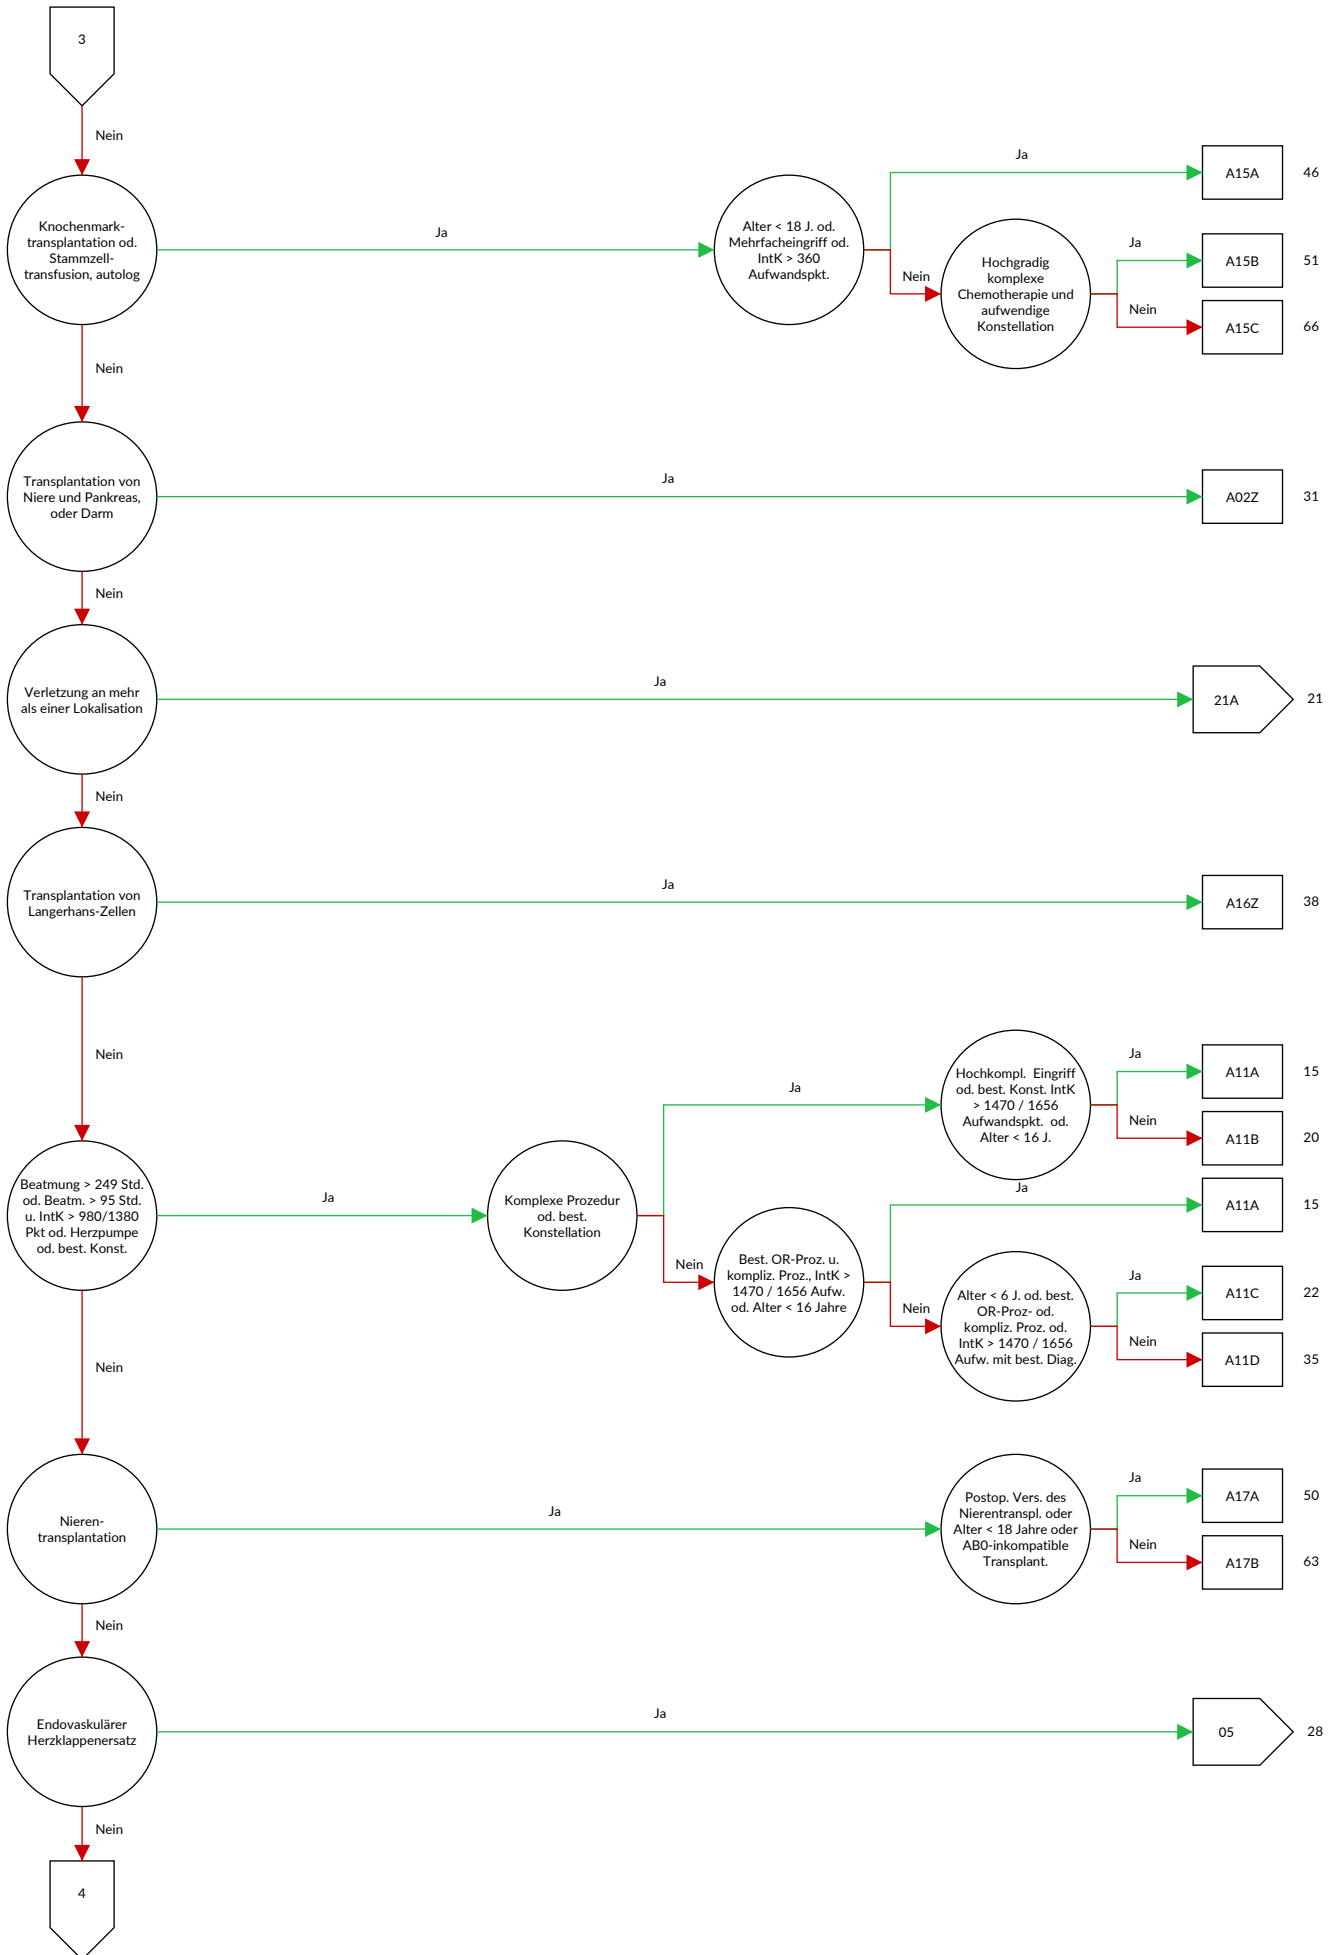 3
Nein
Knochenmark-
transplantation od.
Stammzell-
transfusion, autolog
Ja
Alter < 18 J. od.
Mehrfacheingriff od.
IntK > 360
Aufwandspkt.
Ja
A15A
46
Nein
Hochgradig
komplexe
Chemotherapie und
aufwendige
Konstellation
Ja
A15B
51
Nein
A15C
66
Nein
Transplantation von
Niere und Pankreas,
oder Darm
Ja
A02Z
31
Nein
Verletzung an mehr
als einer Lokalisation
Ja
21A
21
Nein
Transplantation von
Langerhans-Zellen
Ja
A16Z
38
Nein
Beatmung > 249 Std.
od. Beatm. > 95 Std.
u. IntK > 980/1380
Pkt od. Herzpumpe
od. best. Konst.
Ja
Komplexe Prozedur
od. best.
Konstellation
Ja
Hochkompl. Eingriff
od. best. Konst. IntK
> 1470 / 1656
Aufwandspkt. od.
Alter < 16 J.
Ja
A11A
15
Nein
A11B
20
Nein
Best. OR-Proz. u.
kompliz. Proz., IntK >
1470 / 1656 Aufw.
od. Alter < 16 Jahre
Ja
A11A
15
Nein
Alter < 6 J. od. best.
OR-Proz- od.
kompliz. Proz. od.
IntK > 1470 / 1656
Aufw. mit best. Diag.
Ja
A11C
22
Nein
A11D
35
Nein
Nieren-
transplantation
Ja
Postop. Vers. des
Nierentranspl. oder
Alter < 18 Jahre oder
AB0-inkompatible
Transplant.
Ja
A17A
50
Nein
A17B
63
Nein
Endovaskulärer
Herzklappenersatz
Ja
05
28
Nein
4